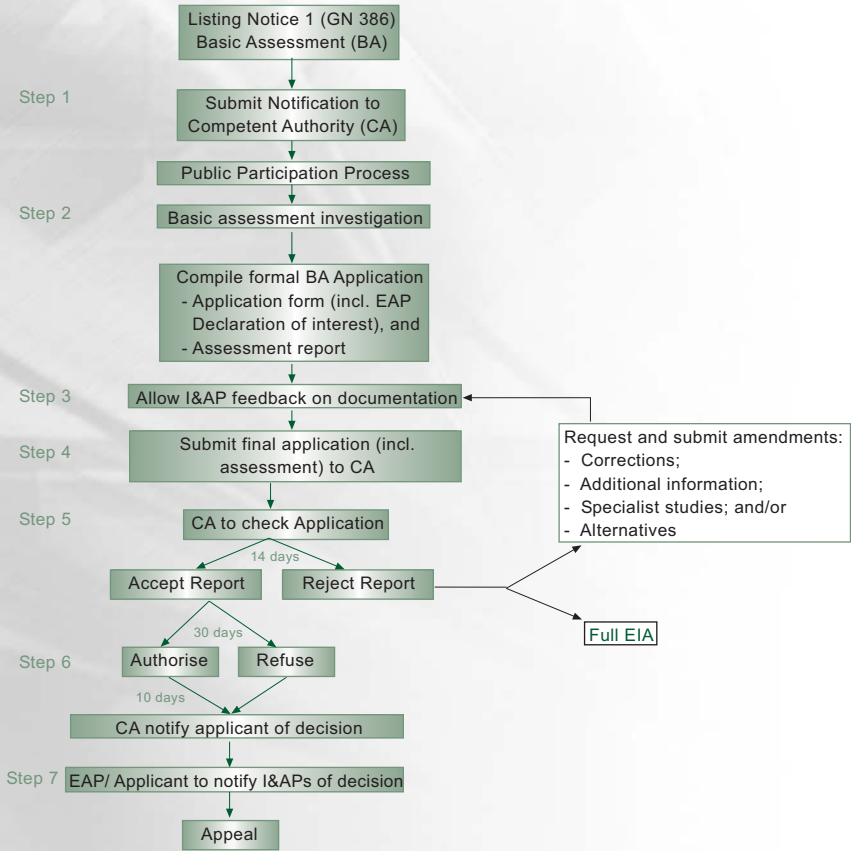 Listing Notice 1 (GN 386)
Basic Assessment (BA)
Step 1
Submit Notification to
Competent Authority (CA)
Public Participation Process
Step 2
Basic assessment investigation
Compile formal BA Application
- Application form (incl. EAP
Declaration of interest), and
- Assessment report
Step 3
Allow I&AP feedback on documentation
Step 4
Submit final application (incl.
assessment) to CA
Request and submit amendments:
- Corrections;
- Additional information;
- Specialist studies; and/or
- Alternatives
Step 5
CA to check Application
14 days
Accept Report
Reject Report
Full EIA
30 days
Step 6
Authorise
Refuse
10 days
CA notify applicant of decision
Step 7
EAP/ Applicant to notify I&APs of decision
Appeal